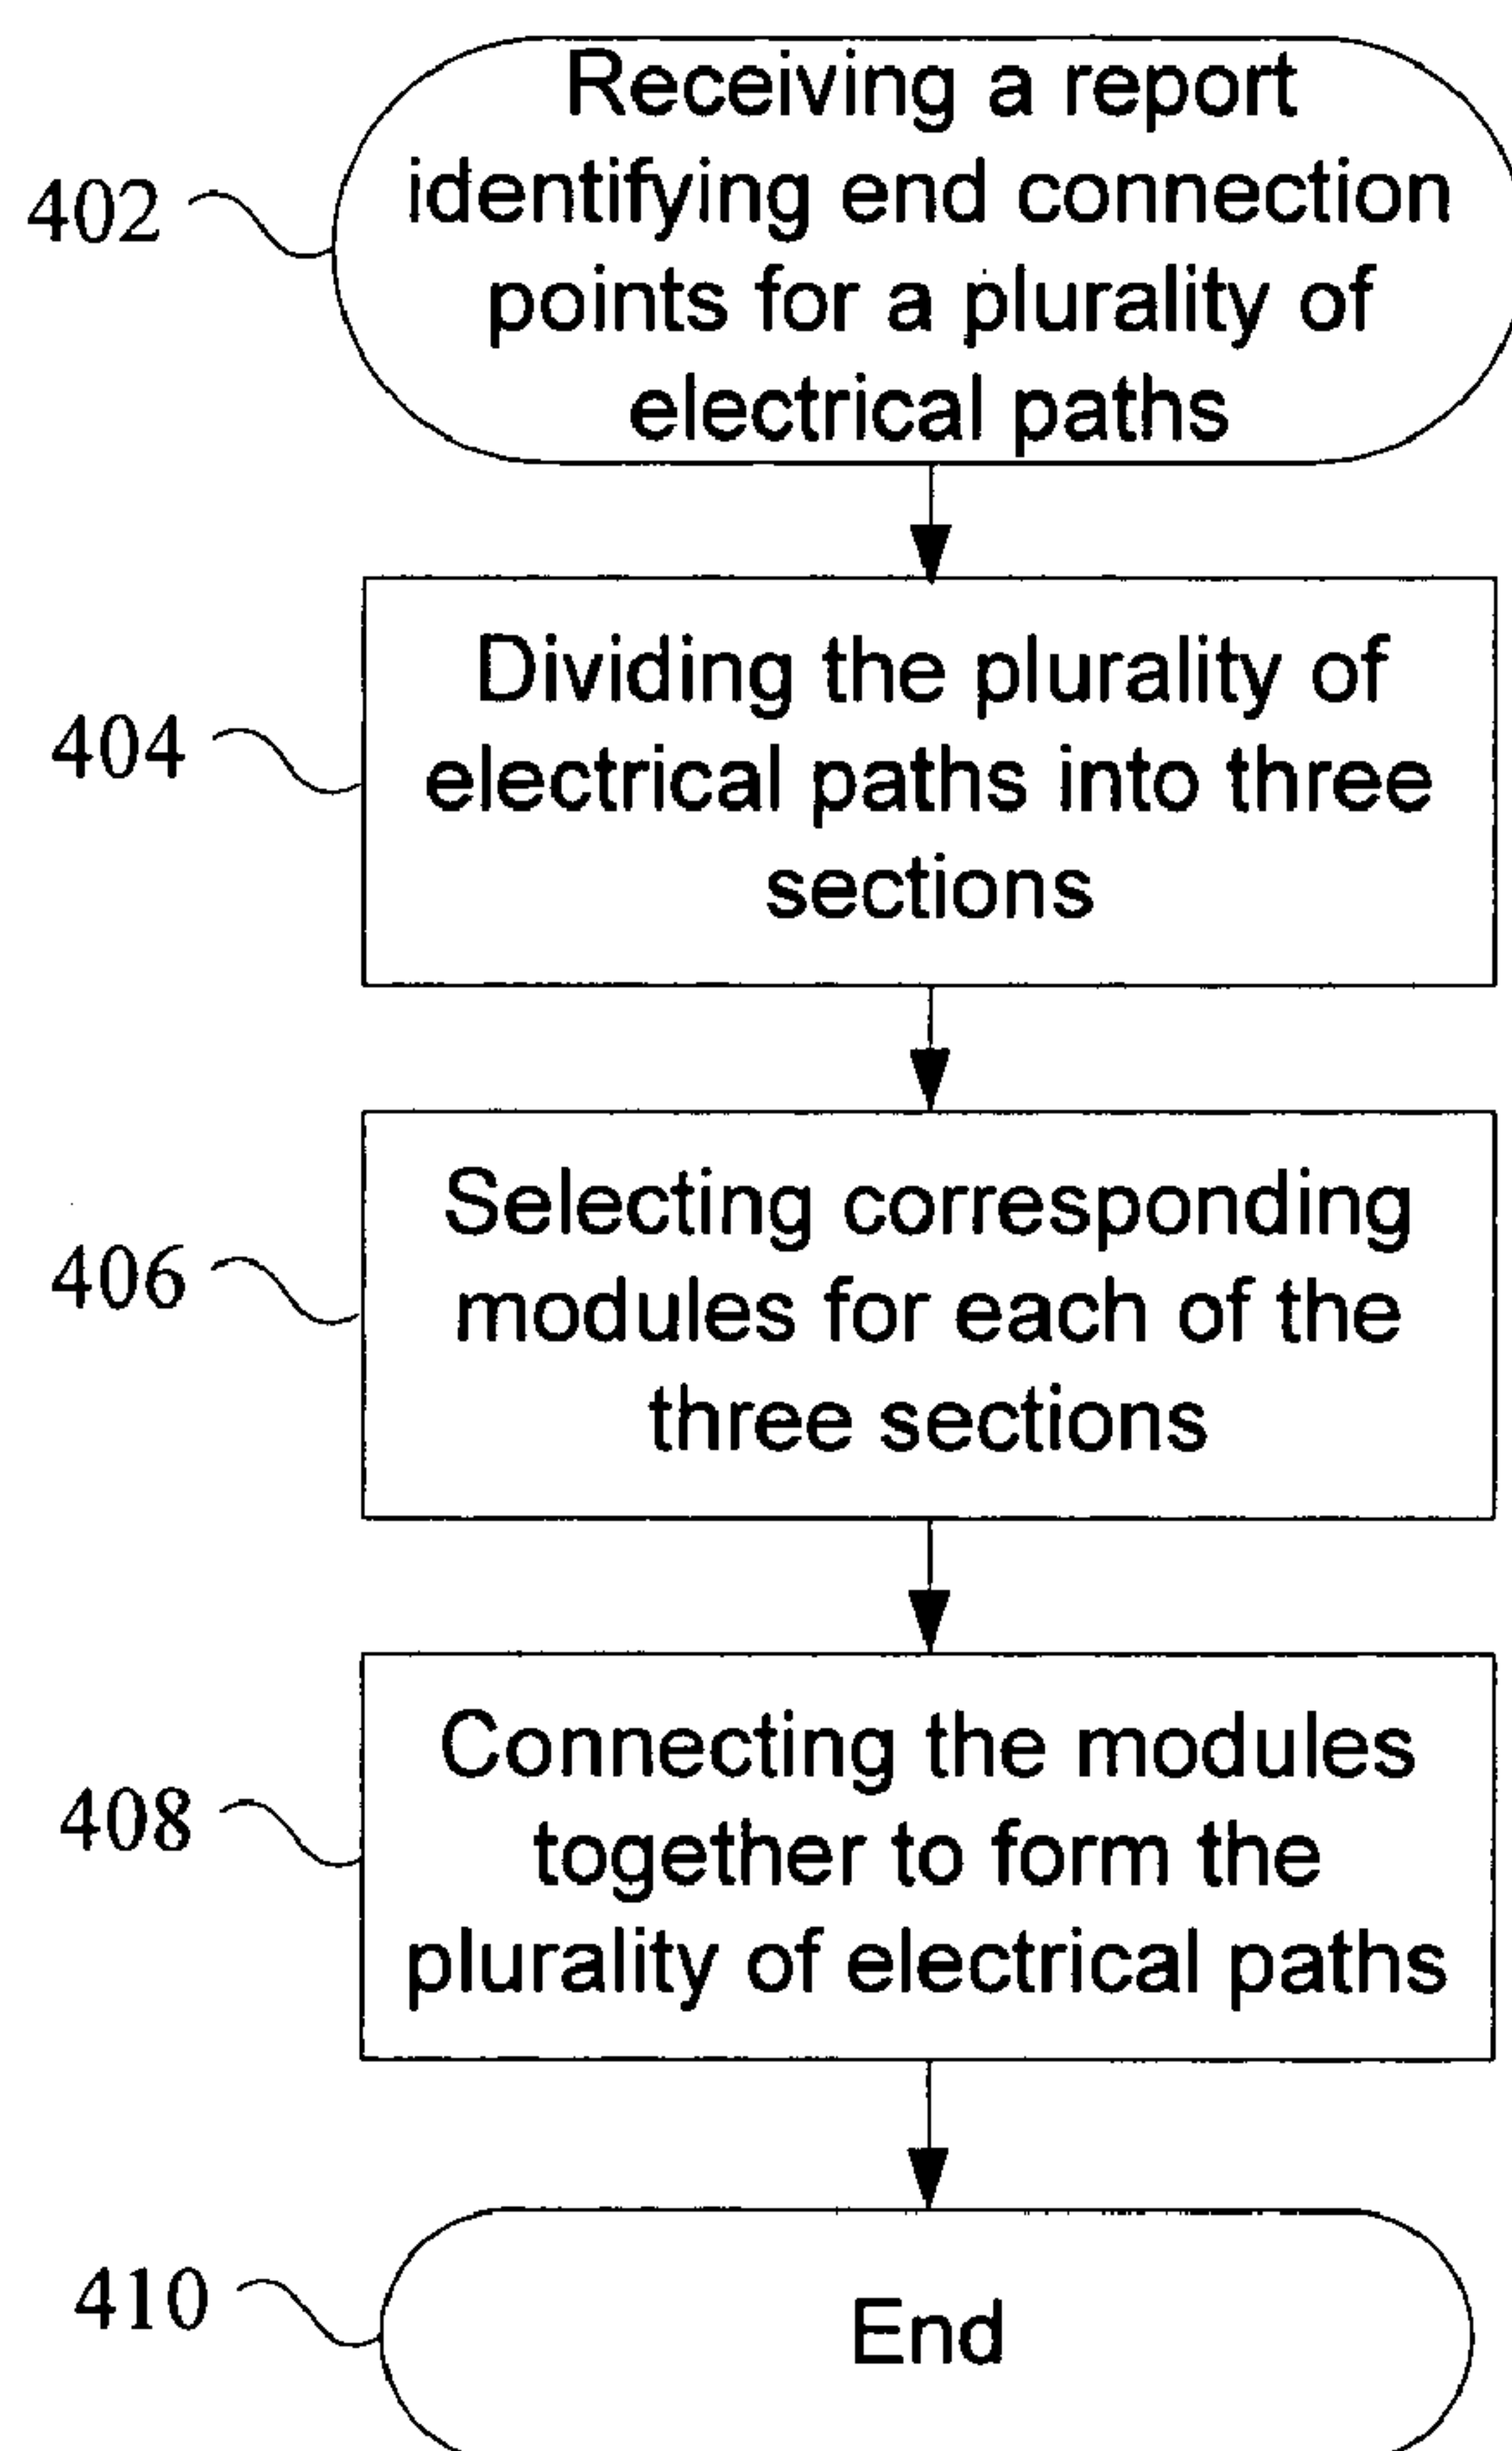 402
Receiving a report
identifying end connection
points for a plurality of
electrical paths
404
Dividing the plurality of
electrical paths into three
sections
406
Selecting corresponding
modules for each of the
three sections
408
Connecting the modules
together to form the
plurality of electrical paths
410
End